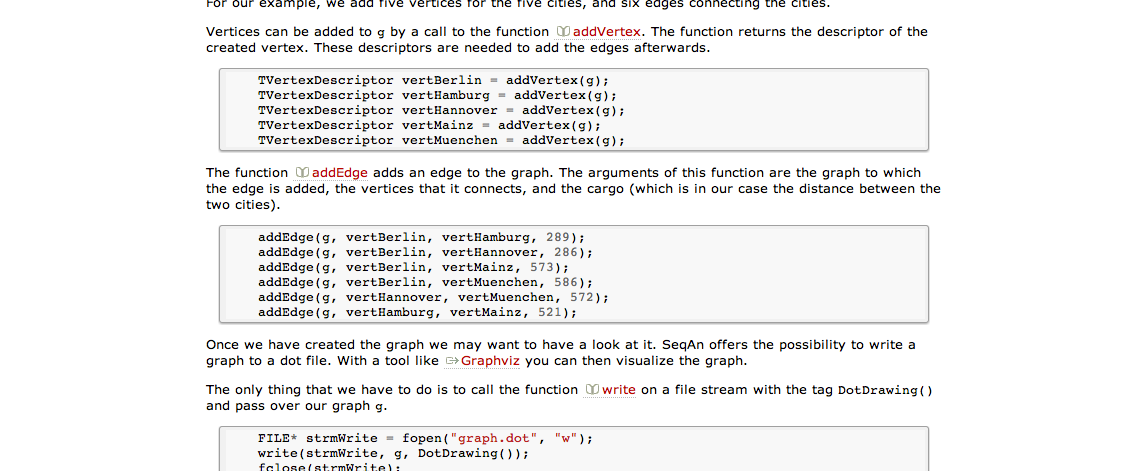 For our example, we add five vertices for the five cities, and six edges connecting the cities.
Vertices can be added to g by a call to the function addVertex. The function returns the descriptor of the
created vertex. These descriptors are needed to add the edges afterwards.
TVertexDescriptor vertBerlin = addVertex(g);
TVertexDescriptor vertHamburg = addVertex(g);
TVertexDescriptor vertHannover = addVertex(g);
TVertexDescriptor vertMainz = addVertex(g);
TVertexDescriptor vertMuenchen = addVertex(g);
The function addEdge adds an edge to the graph. The arguments of this function are the graph to which
the edge is added, the vertices that it connects, and the cargo (which is in our case the distance between the
two cities).
addEdge(g, vertBerlin, vertHamburg, 289);
addEdge(g, vertBerlin, vertHannover, 286);
addEdge(g, vertBerlin, vertMainz, 573);
addEdge(g, vertBerlin, vertMuenchen, 586);
addEdge(g, vertHannover, vertMuenchen, 572);
addEdge(g, vertHamburg, vertMainz, 521);
Once we have created the graph we may want to have a look at it. SeqAn offers the possibility to write a
graph to a dot file. With a tool like Graphviz you can then visualize the graph.
The only thing that we have to do is to call the function write on a file stream with the tag DotDrawing()
and pass over our graph g.
FILE* strmWrite = fopen("graph.dot", "w");
write(strmWrite, g, DotDrawing());
fclose(strmWrite);